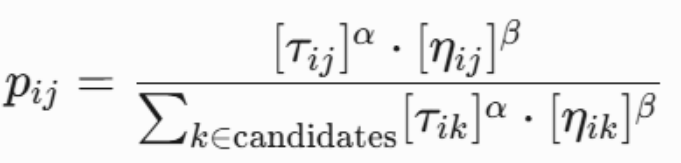 p_{ij} = \frac{[\tau_{ij}]^{\alpha} \cdot [\eta_{ij}]^{\beta}}{\sum_{k \in \text{candidates}} [\tau_{ik}]^{\alpha} \cdot [\eta_{ik}]^{\beta}}